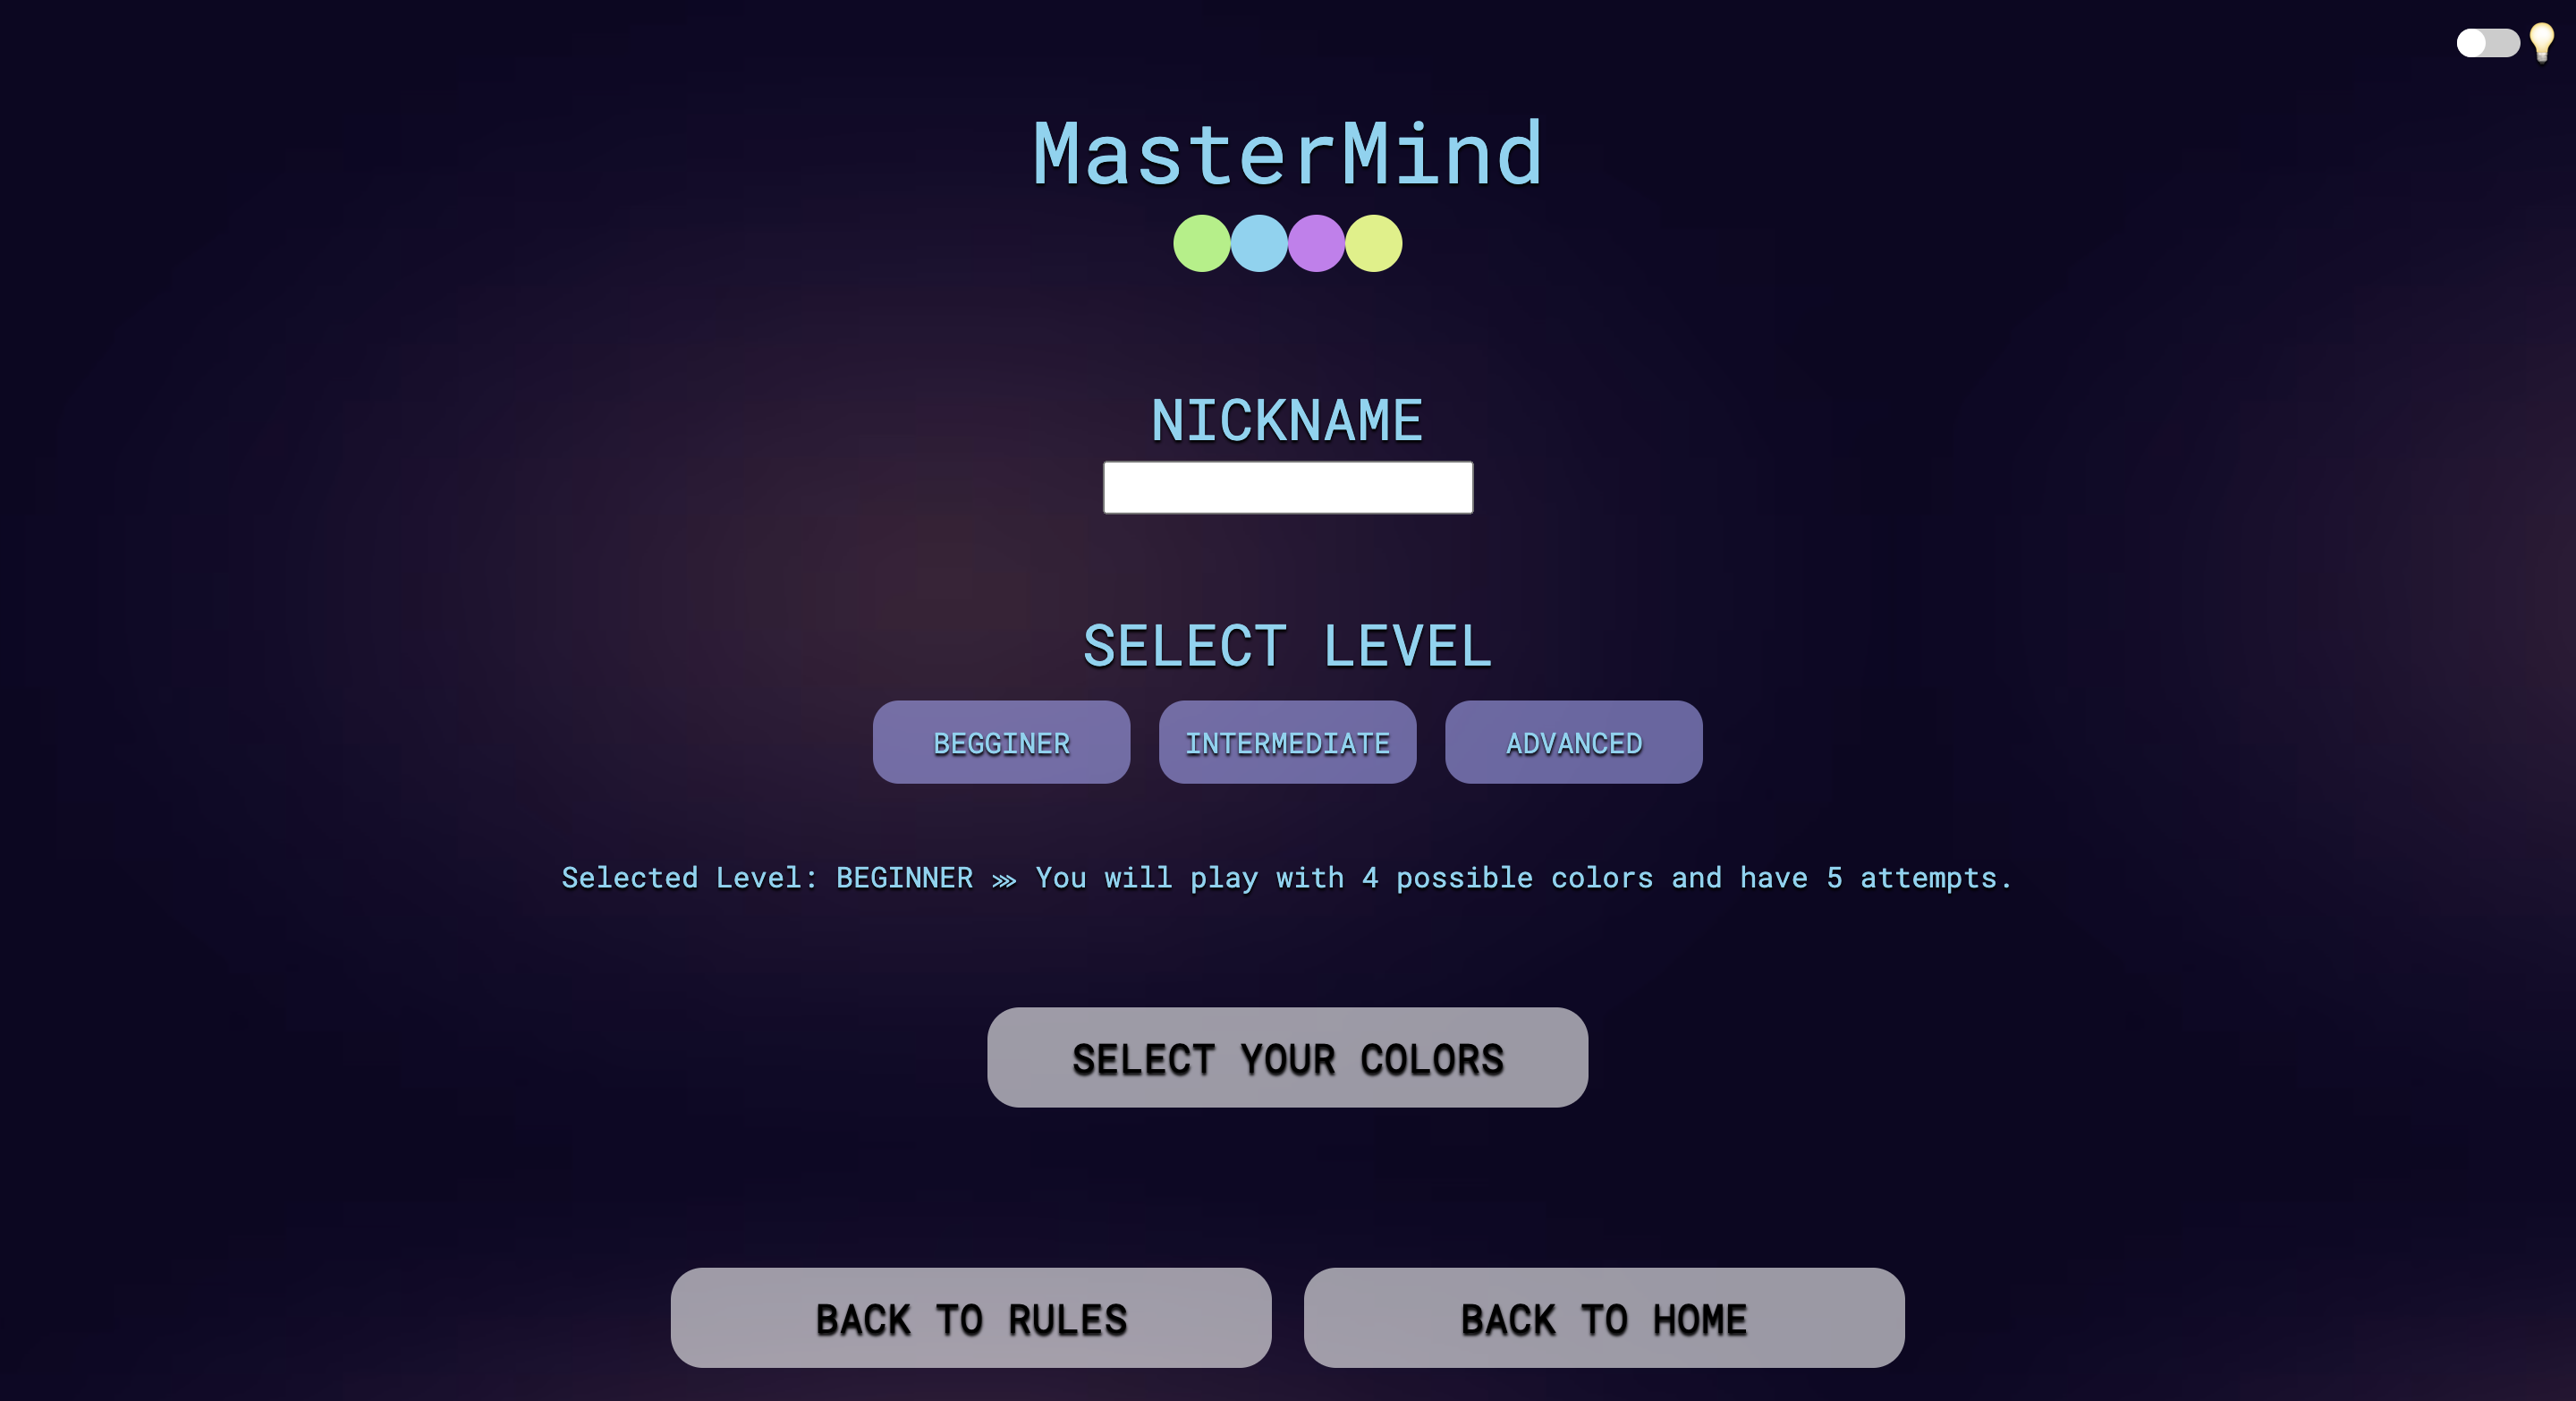 MasterMind
NICKNAME
SELECT LEVEL
BEGGINER INTERMEDIATE ADVANCED
Selected Level: BEGINNER ⋙ You will play with 4 possible colors and have 5 attempts.
SELECT YOUR COLORS
BACK TO RULES BACK TO HOME